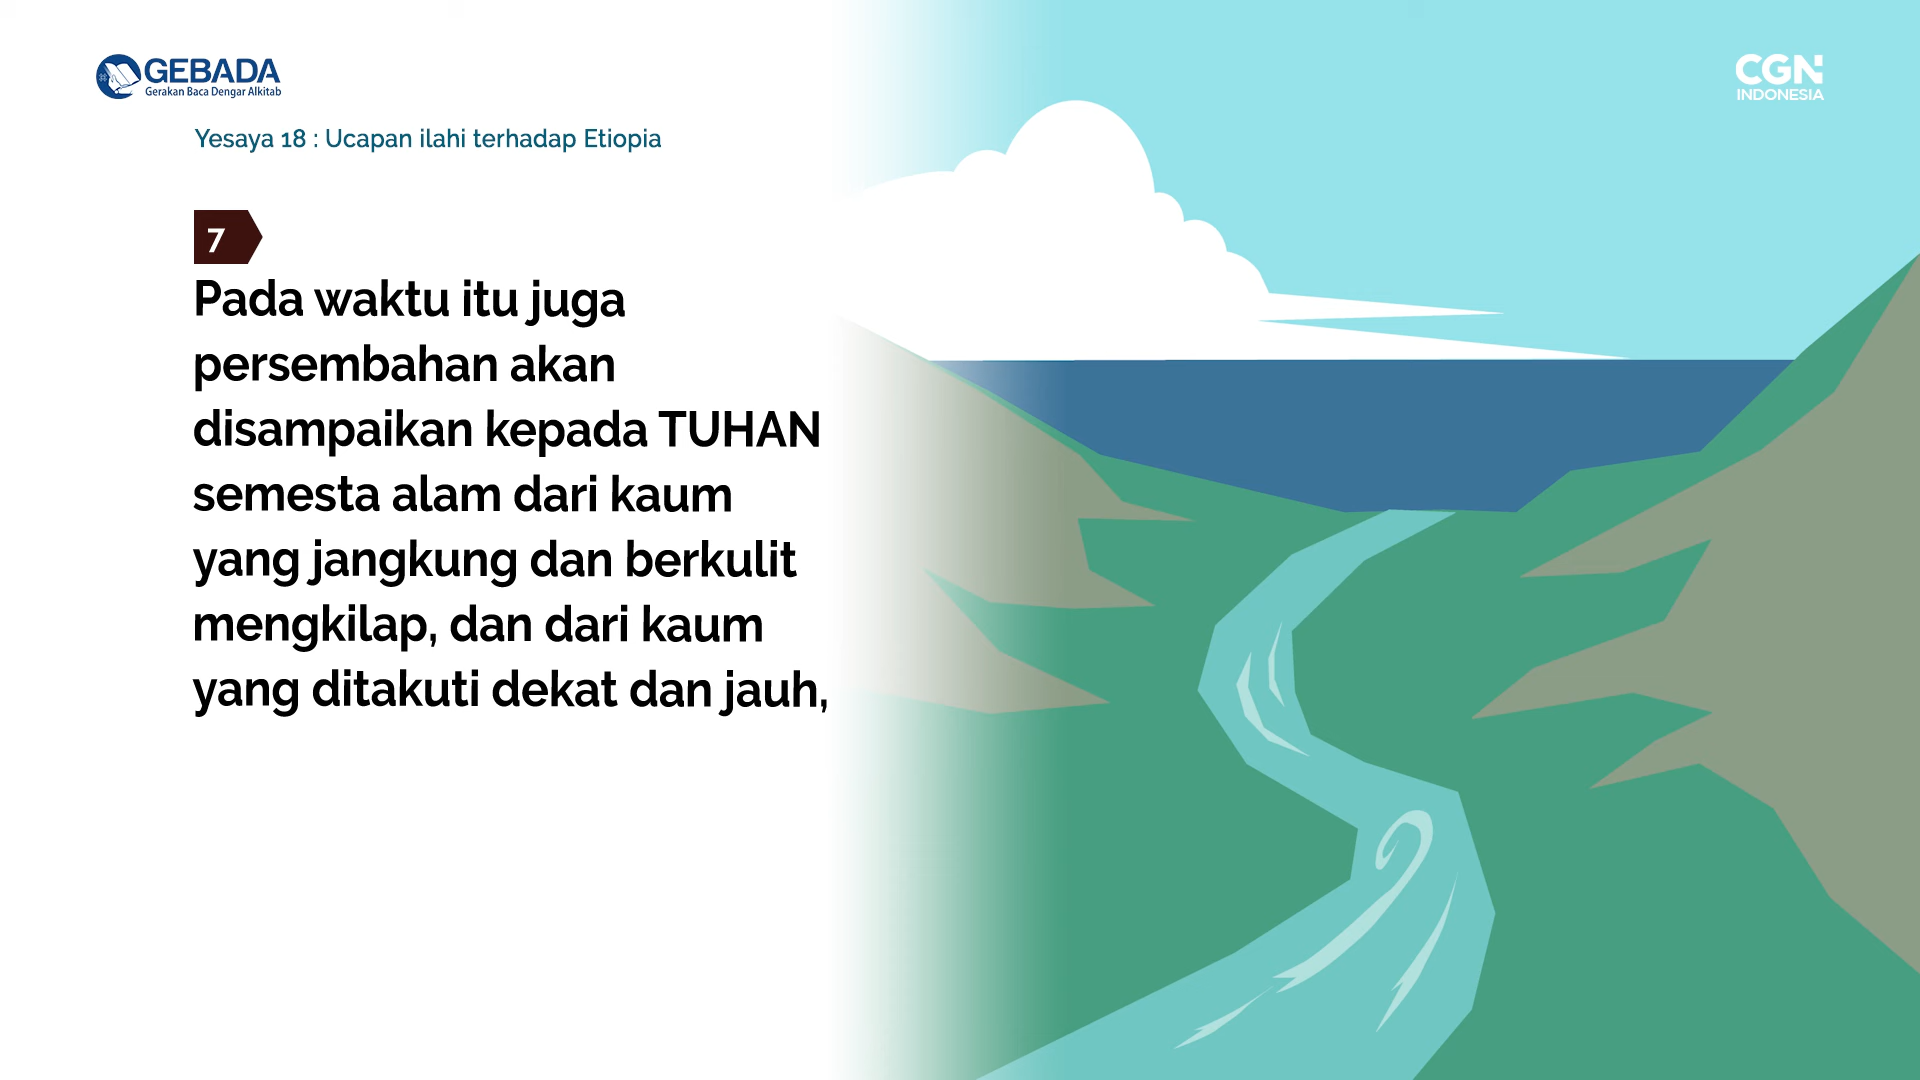 GEBADA
Gerakan Baca Dengar Alkitab
CGN
INDONESIA
Yesaya 18 : Ucapan ilahi terhadap Etiopia
7
Pada waktu itu juga
persembahan akan
disampaikan kepada TUHAN
semesta alam dari kaum
yang jangkung dan berkulit
mengkilap, dan dari kaum
yang ditakuti dekat dan jauh,